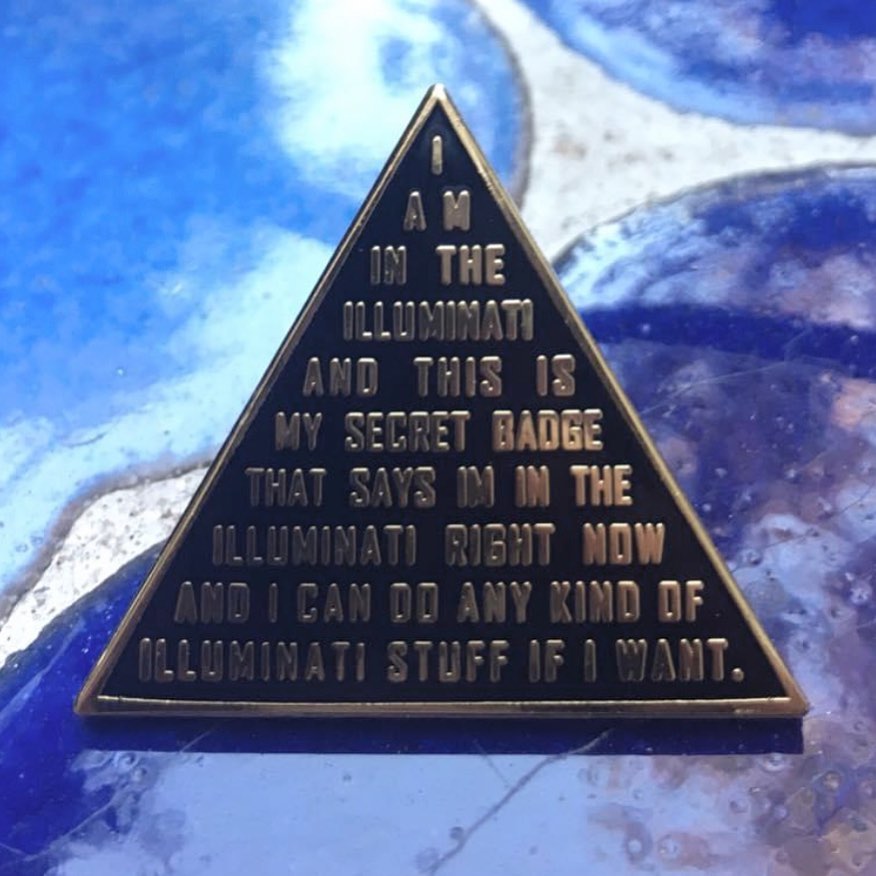 I
AM
IN THE
ILLUMINATI
AND THIS IS
MY SECRET BADGE
THAT SAYS IM IN THE
ILLUMINATI RIGHT NOW
AND I CAN DO ANY KIND OF
ILLUMINATI STUFF IF I WANT.